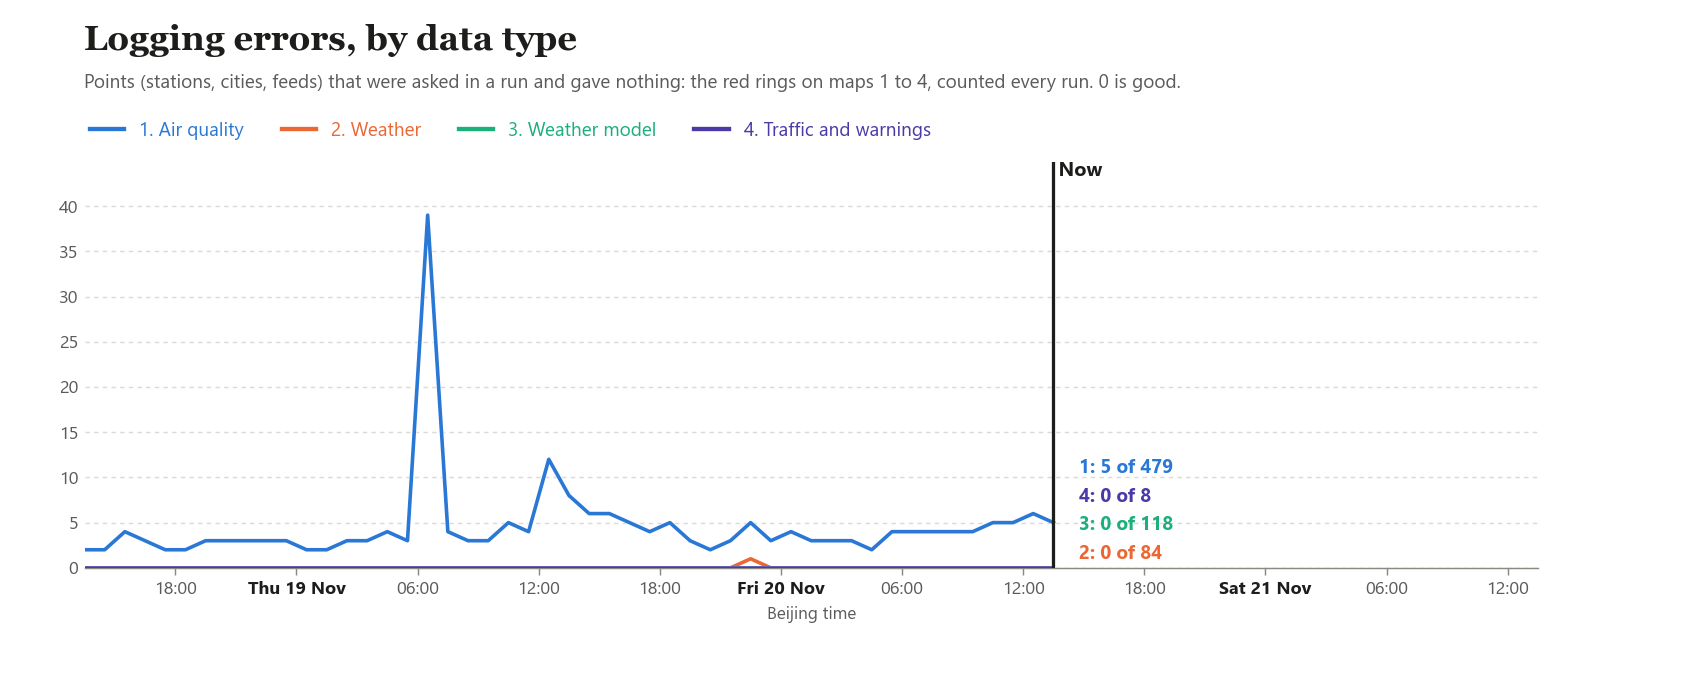 Logging errors, by data type
Points (stations, cities, feeds) that were asked in a run and gave nothing: the red rings on maps 1 to 4, counted every run. 0 is good.
1. Air quality 2. Weather 3. Weather model 4. Traffic and warnings
Now
40
35
30
25
20
15
10
5
0
1: 5 of 479
4: 0 of 8
3: 0 of 118
2: 0 of 84
18:00 Thu 19 Nov 06:00 12:00 18:00 Fri 20 Nov 06:00 12:00 18:00 Sat 21 Nov 06:00 12:00
Beijing time